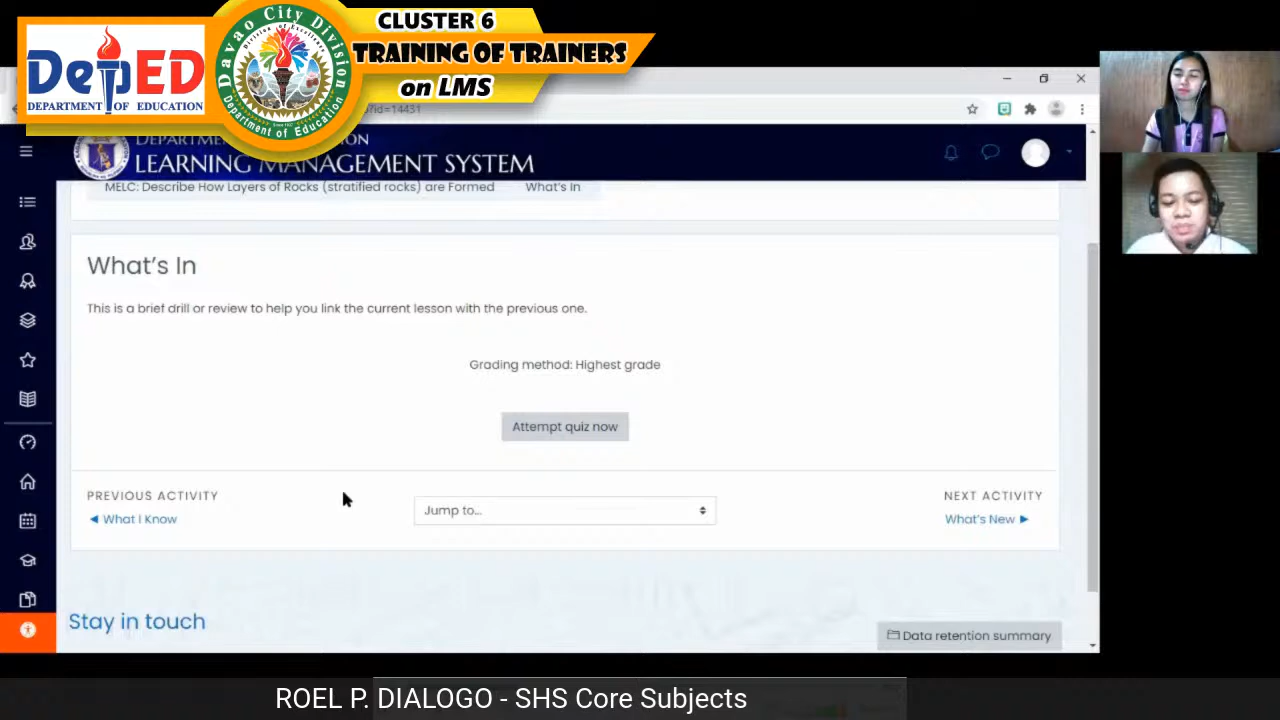 DepED
DEPARTMENT OF EDUCATION
Davao City Division
Department of Education
CLUSTER 6
TRAINING OF TRAINERS
on LMS
?id=14431
LEARNING MANAGEMENT SYSTEM
MELC: Describe How Layers of Rocks (stratified rocks) are Formed
What's In
What's In
This is a brief drill or review to help you link the current lesson with the previous one.
Grading method: Highest grade
Attempt quiz now
PREVIOUS ACTIVITY
◄ What I Know
Jump to...
NEXT ACTIVITY
What's New ►
Stay in touch
Data retention summary
ROEL P. DIALOGO - SHS Core Subjects